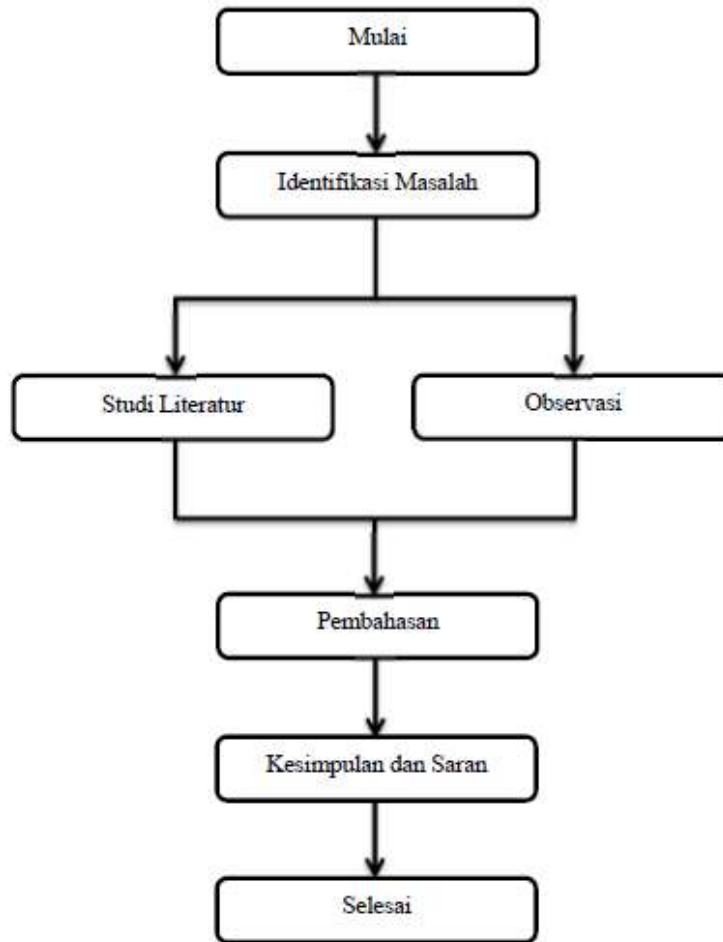 Mulai
Identifikasi Masalah
Studi Literatur
Observasi
Pembahasan
Kesimpulan dan Saran
Selesai